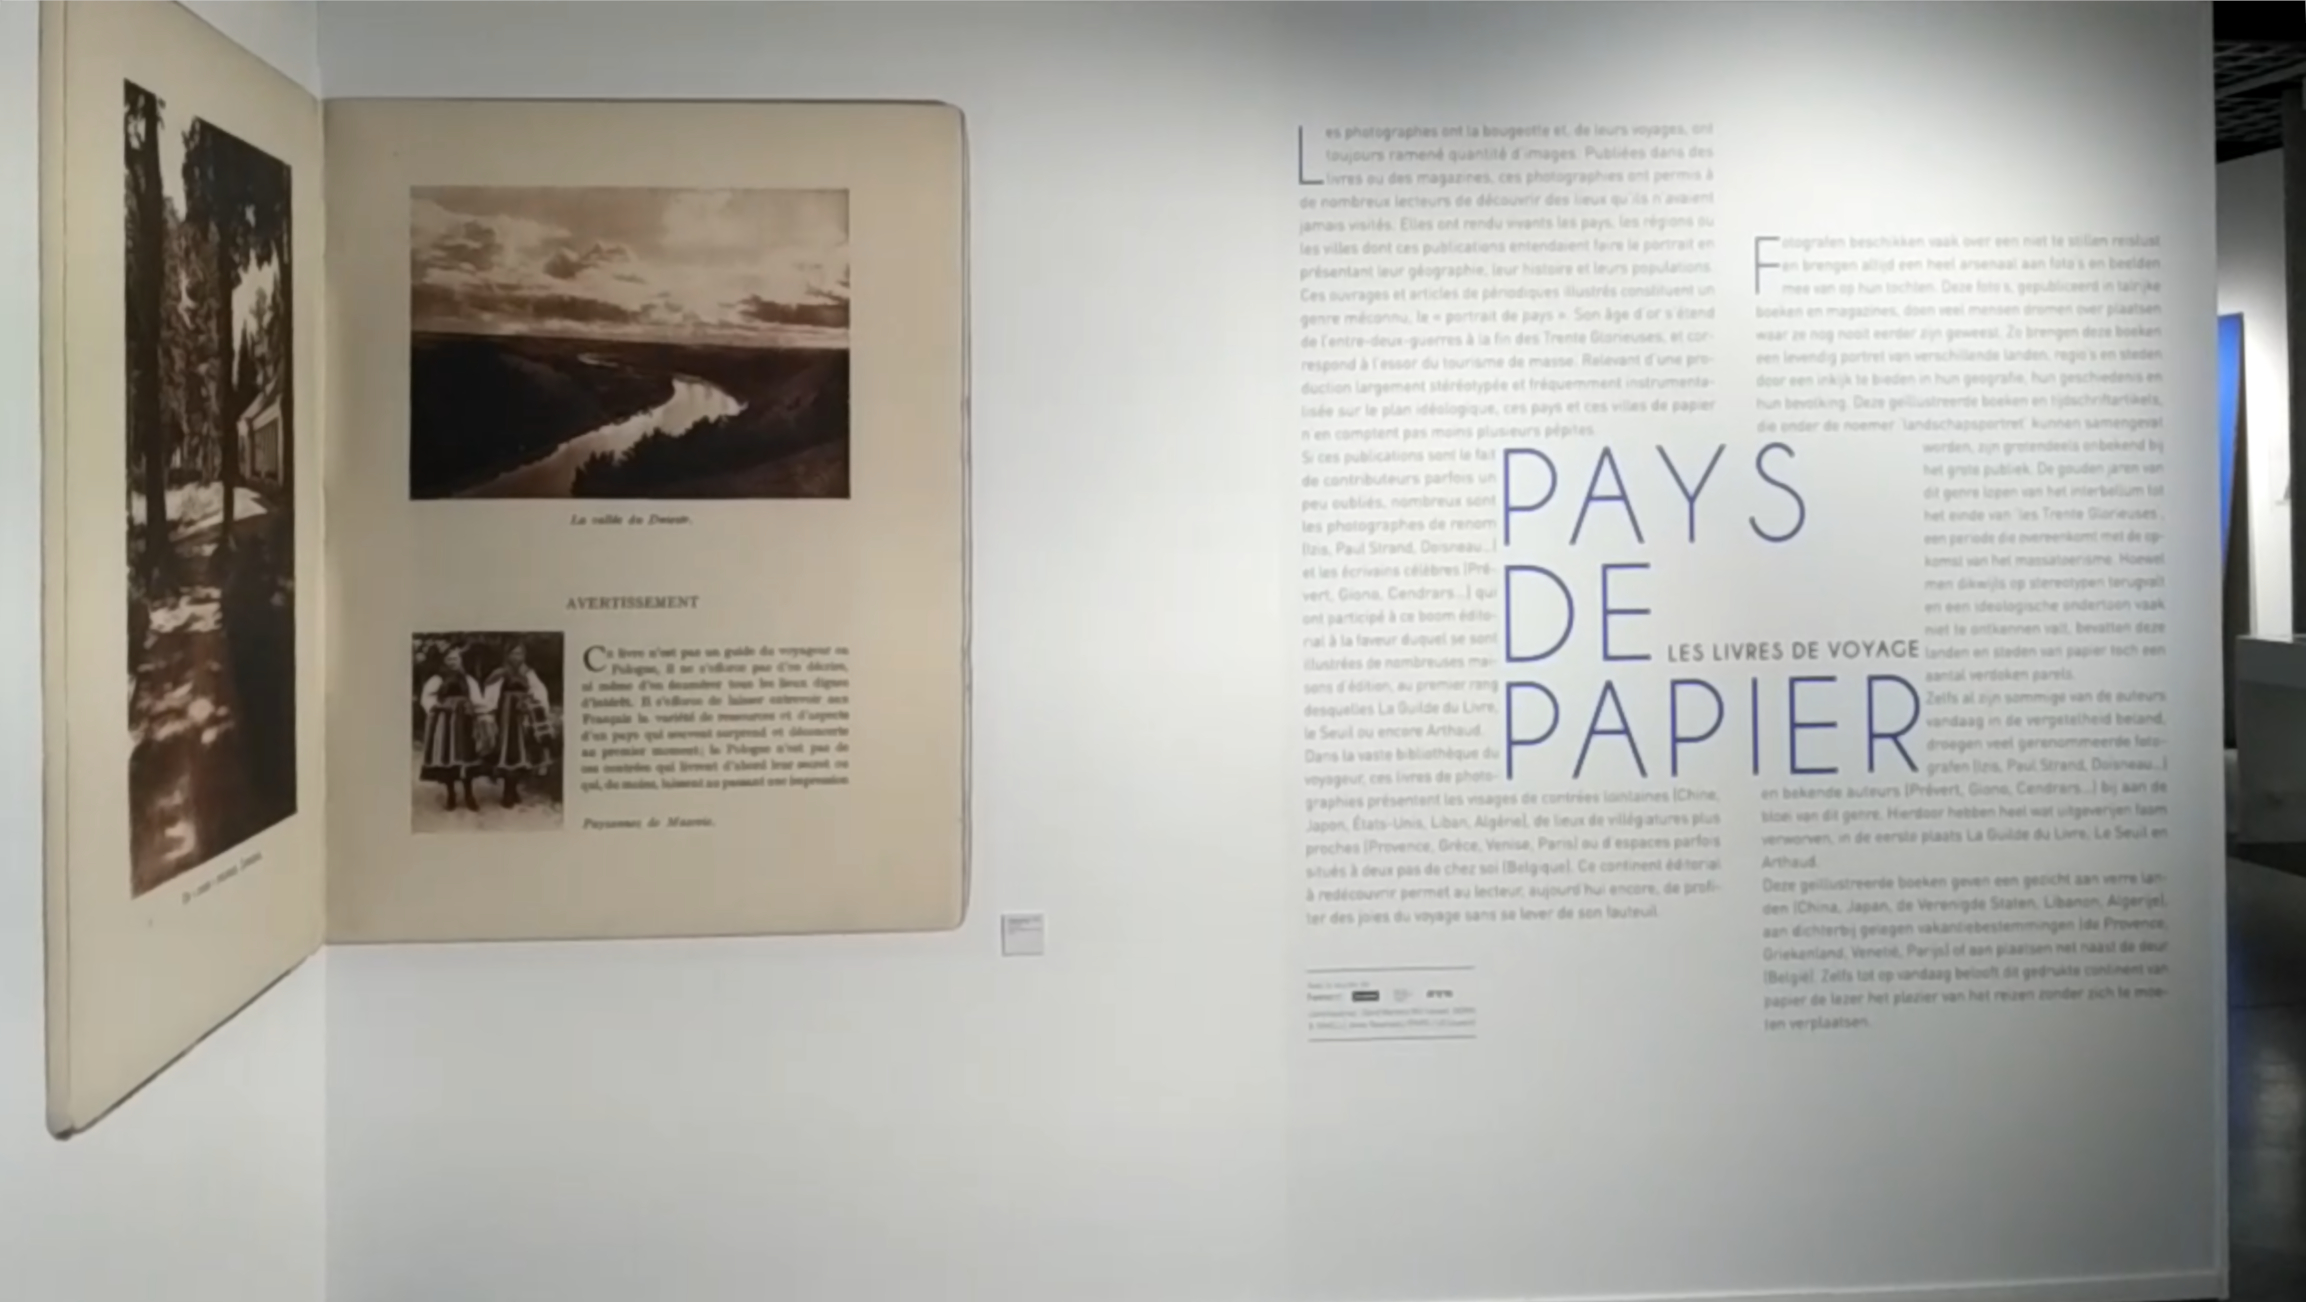 La vallée du Dniestr.
AVERTISSEMENT
Ce livre n'est pas un guide du voyageur en
Pologne, il ne s'efforce pas d'en décrire,
ni même d'en énumérer tous les lieux dignes
d'intérêt. Il s'efforce de laisser entrevoir aux
Français la variété de ressources et d'aspects
d'un pays qui souvent surprend et déconcerte
au premier moment; la Pologne n'est pas de
ces contrées qui livrent d'abord leur secret ou
qui, du moins, laissent au passant une impression
Paysannes de Mazovie.
Les photographes ont la bougeotte et, de leurs voyages, ont
toujours ramené quantité d'images. Publiées dans des
livres ou des magazines, ces photographies ont permis à
de nombreux lecteurs de découvrir des lieux qu'ils n'avaient
jamais visités. Elles ont rendu vivants les pays, les régions ou
les villes dont ces publications entendaient faire le portrait en
présentant leur géographie, leur histoire et leurs populations.
Ces ouvrages et articles de périodiques illustrés constituent un
genre méconnu, le « portrait de pays ». Son âge d'or s'étend
de l'entre-deux-guerres à la fin des Trente Glorieuses, et cor-
respond à l'essor du tourisme de masse. Relevant d'une pro-
duction largement stéréotypée et fréquemment instrumenta-
lisée sur le plan idéologique, ces pays et ces villes de papier
n'en comptent pas moins plusieurs pépites.
Si ces publications sont le fait
de contributeurs parfois un
peu oubliés, nombreux sont
les photographes de renom
(Izis, Paul Strand, Doisneau...)
et les écrivains célèbres (Pré-
vert, Giono, Cendrars...) qui
ont participé à ce boom édito-
rial à la faveur duquel se sont
illustrées de nombreuses mai-
sons d'édition, au premier rang
desquelles La Guilde du Livre,
le Seuil ou encore Arthaud.
Dans la vaste bibliothèque du
voyageur, ces livres de photo-
graphies présentent les visages de contrées lointaines (Chine,
Japon, États-Unis, Liban, Algérie), de lieux de villégiatures plus
proches (Provence, Grèce, Venise, Paris) ou d'espaces parfois
situés à deux pas de chez soi (Belgique). Ce continent éditorial
à redécouvrir permet au lecteur, aujourd'hui encore, de profi-
ter des joies du voyage sans se lever de son fauteuil.
PAYS
DE
LES LIVRES DE VOYAGE
PAPIER
Fotografen beschikken vaak over een niet te stillen reislust
en brengen altijd een heel arsenaal aan foto's en beelden
mee van op hun tochten. Deze foto's, gepubliceerd in talrijke
boeken en magazines, doen veel mensen dromen over plaatsen
waar ze nog nooit eerder zijn geweest. Zo brengen deze boeken
een levendig portret van verschillende landen, regio's en steden
door een inkijk te bieden in hun geografie, hun geschiedenis en
hun bevolking. Deze geïllustreerde boeken en tijdschriftartikels,
die onder de noemer 'landschapsportret' kunnen samengevat
worden, zijn grotendeels onbekend bij
het grote publiek. De gouden jaren van
dit genre lopen van het interbellum tot
het einde van 'les Trente Glorieuses',
een periode die overeenkomt met de op-
komst van het massatoerisme. Hoewel
men dikwijls op stereotypen terugvalt
en een ideologische ondertoon vaak
niet te ontkennen valt, bevatten deze
landen en steden van papier toch een
aantal verdoken parels.
Zelfs al zijn sommige van de auteurs
vandaag in de vergetelheid beland,
droegen veel gerenommeerde foto-
grafen (Izis, Paul Strand, Doisneau...)
en bekende auteurs (Prévert, Giono, Cendrars...) bij aan de
bloei van dit genre. Hierdoor hebben heel wat uitgeverijen faam
verworven, in de eerste plaats La Guilde du Livre, Le Seuil en
Arthaud.
Deze geïllustreerde boeken geven een gezicht aan verre lan-
den (China, Japan, de Verenigde Staten, Libanon, Algerije),
aan dichterbij gelegen vakantiebestemmingen (de Provence,
Griekenland, Venetië, Parijs) of aan plaatsen net naast de deur
(België). Zelfs tot op vandaag belooft dit gedrukte continent van
papier de lezer het plezier van het reizen zonder zich te moe-
ten verplaatsen.